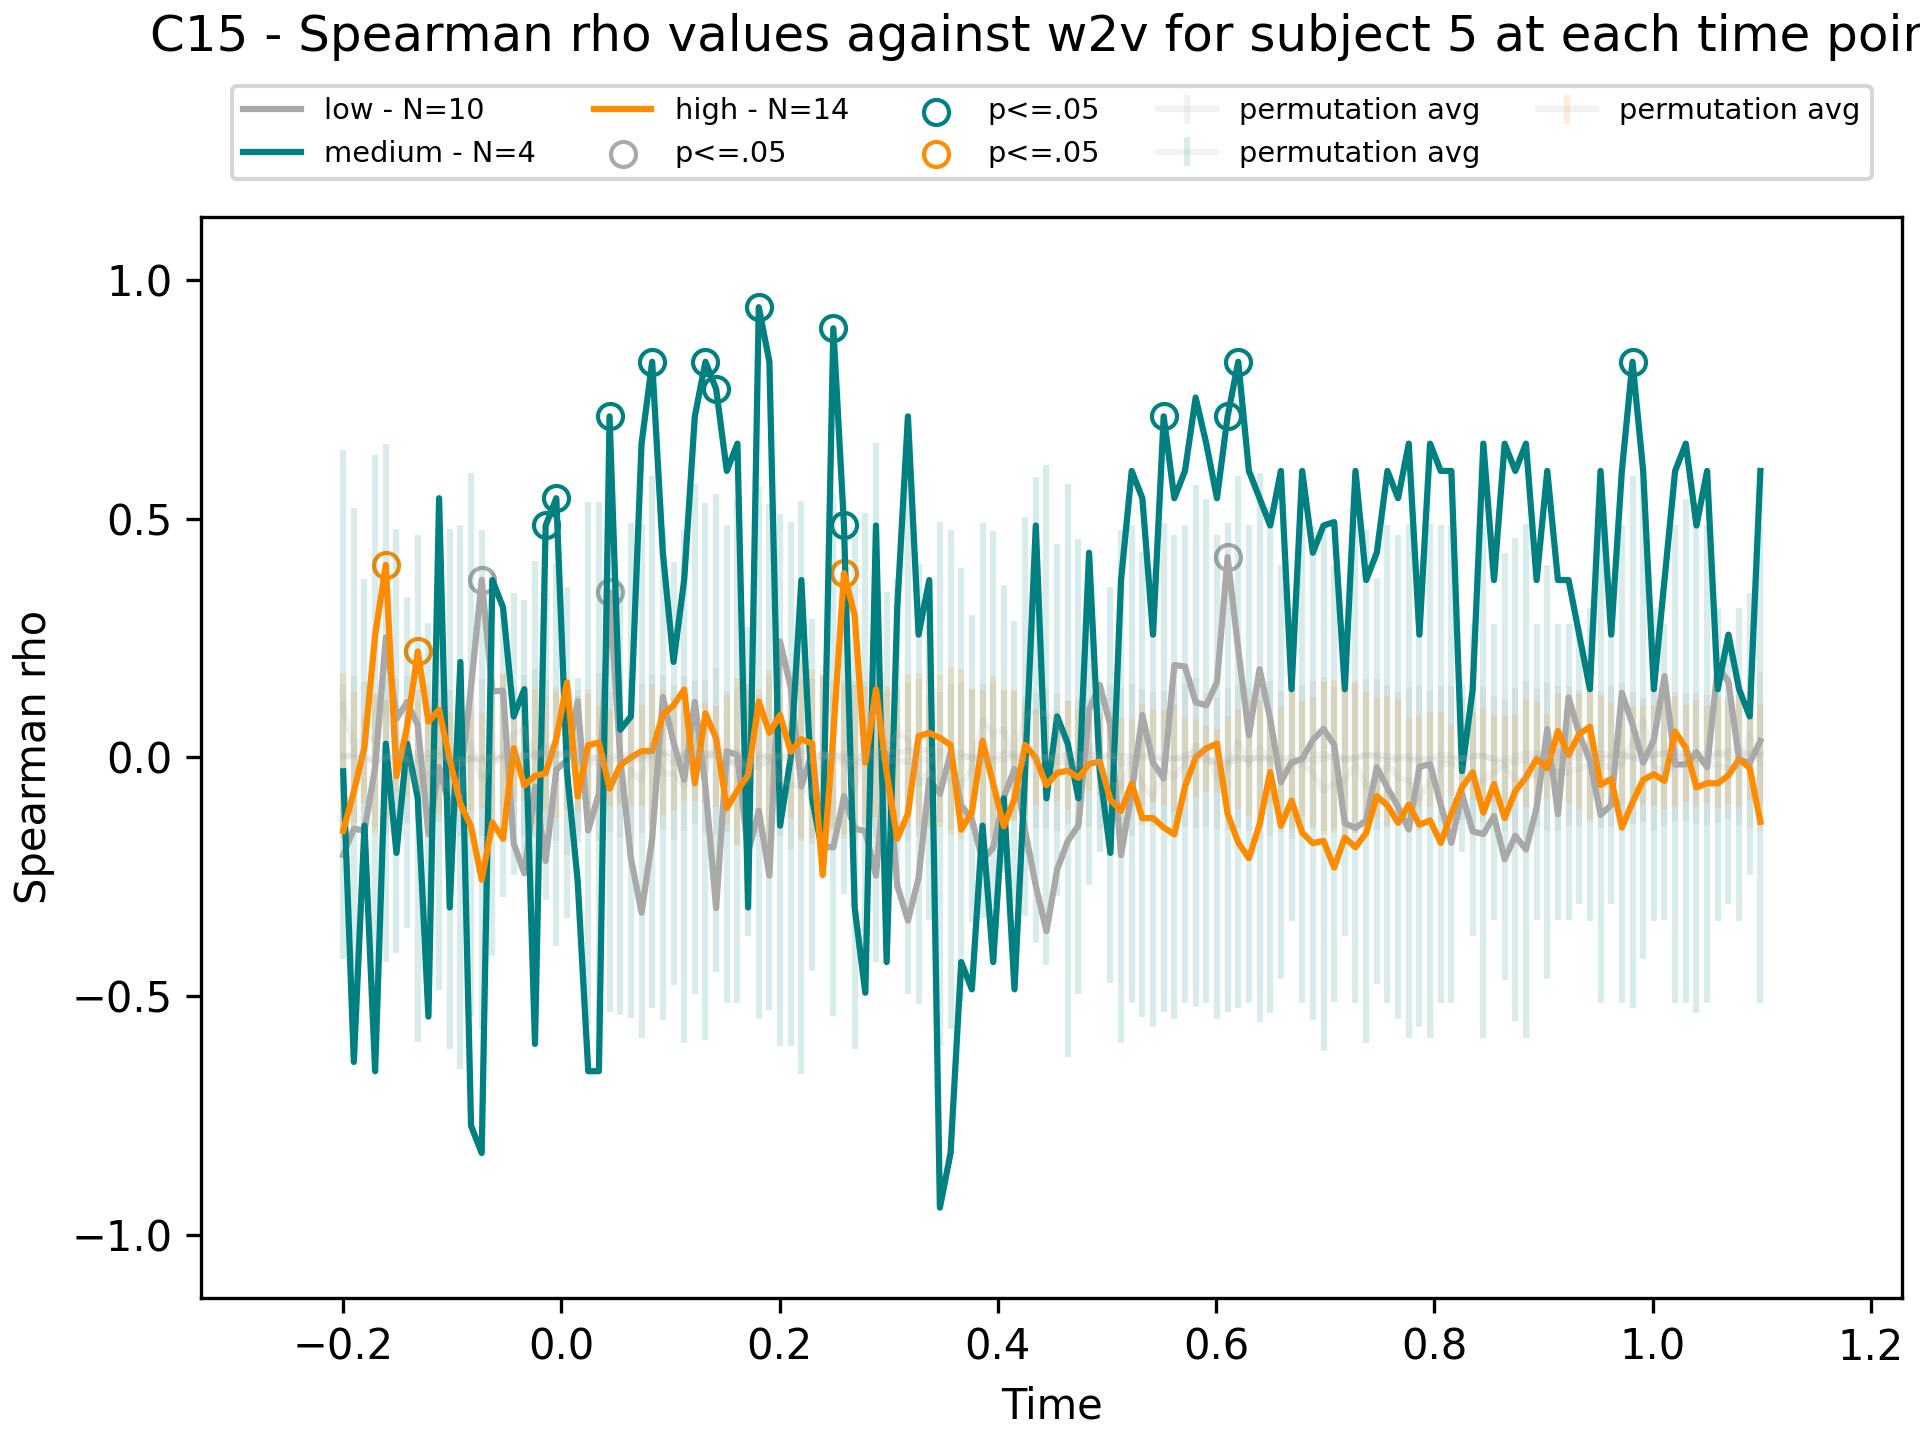 C15 - Spearman rho values against w2v for subject 5 at each time poin
low - N=10
medium - N=4
high - N=14
p<=.05
p<=.05
p<=.05
permutation avg
permutation avg
permutation avg
Spearman rho
1.0
0.5
0.0
−0.5
−1.0
−0.2 0.0 0.2 0.4 0.6 0.8 1.0 1.2
Time